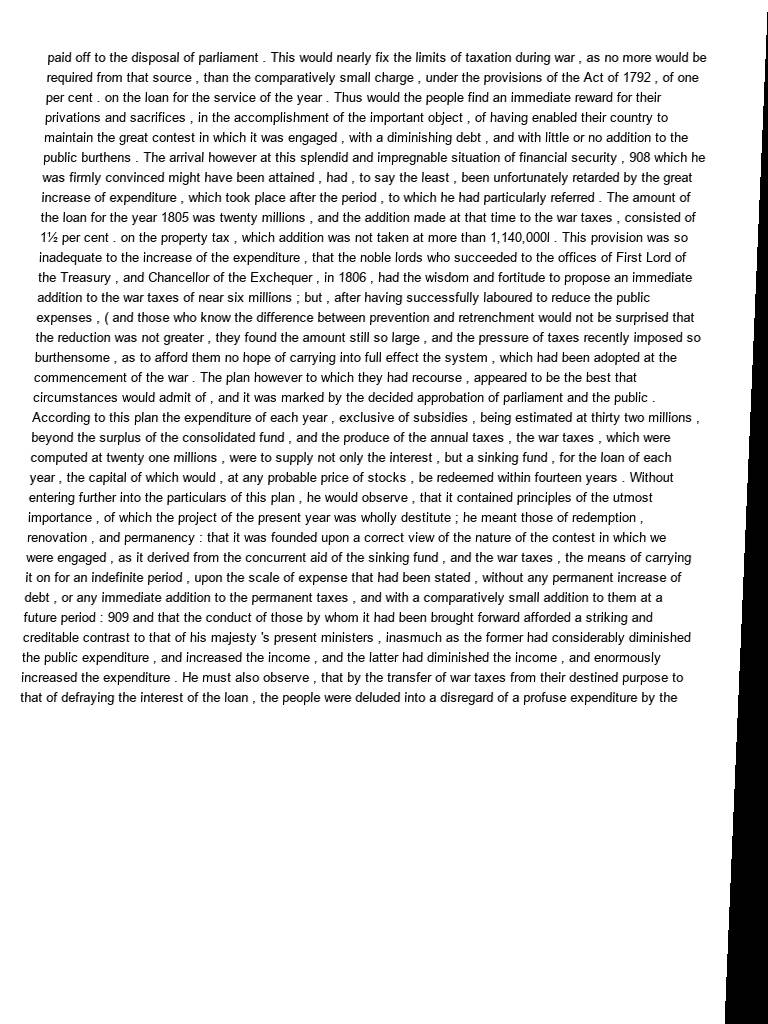 paid off to the disposal of parliament . This would nearly fix the limits of taxation during war , as no more would be
required from that source , than the comparatively small charge , under the provisions of the Act of 1792 , of one
per cent . on the loan for the service of the year . Thus would the people find an immediate reward for their
privations and sacrifices , in the accomplishment of the important object , of having enabled their country to
maintain the great contest in which it was engaged , with a diminishing debt , and with little or no addition to the
public burthens . The arrival however at this splendid and impregnable situation of financial security , 908 which he
was firmly convinced might have been attained , had , to say the least , been unfortunately retarded by the great
increase of expenditure , which took place after the period , to which he had particularly referred . The amount of
the loan for the year 1805 was twenty millions , and the addition made at that time to the war taxes , consisted of
1½ per cent . on the property tax , which addition was not taken at more than 1,140,000l . This provision was so
inadequate to the increase of the expenditure , that the noble lords who succeeded to the offices of First Lord of
the Treasury , and Chancellor of the Exchequer , in 1806 , had the wisdom and fortitude to propose an immediate
addition to the war taxes of near six millions ; but , after having successfully laboured to reduce the public
expenses , ( and those who know the difference between prevention and retrenchment would not be surprised that
the reduction was not greater , they found the amount still so large , and the pressure of taxes recently imposed so
burthensome , as to afford them no hope of carrying into full effect the system , which had been adopted at the
commencement of the war . The plan however to which they had recourse , appeared to be the best that
circumstances would admit of , and it was marked by the decided approbation of parliament and the public .
According to this plan the expenditure of each year , exclusive of subsidies , being estimated at thirty two millions ,
beyond the surplus of the consolidated fund , and the produce of the annual taxes , the war taxes , which were
computed at twenty one millions , were to supply not only the interest , but a sinking fund , for the loan of each
year , the capital of which would , at any probable price of stocks , be redeemed within fourteen years . Without
entering further into the particulars of this plan , he would observe , that it contained principles of the utmost
importance , of which the project of the present year was wholly destitute ; he meant those of redemption ,
renovation , and permanency : that it was founded upon a correct view of the nature of the contest in which we
were engaged , as it derived from the concurrent aid of the sinking fund , and the war taxes , the means of carrying
it on for an indefinite period , upon the scale of expense that had been stated , without any permanent increase of
debt , or any immediate addition to the permanent taxes , and with a comparatively small addition to them at a
future period : 909 and that the conduct of those by whom it had been brought forward afforded a striking and
creditable contrast to that of his majesty 's present ministers , inasmuch as the former had considerably diminished
the public expenditure , and increased the income , and the latter had diminished the income , and enormously
increased the expenditure . He must also observe , that by the transfer of war taxes from their destined purpose to
that of defraying the interest of the loan , the people were deluded into a disregard of a profuse expenditure by the